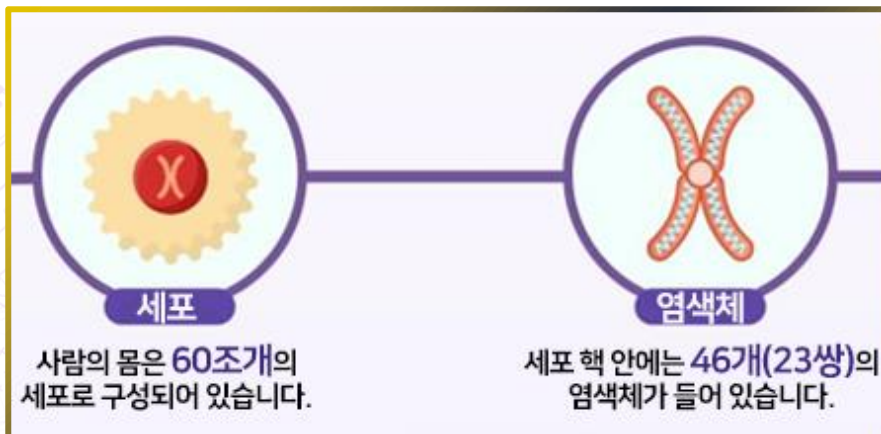 세포
사람의 몸은 60조개의
세포로 구성되어 있습니다.
염색체
세포 핵 안에는 46개(23쌍)의
염색체가 들어 있습니다.